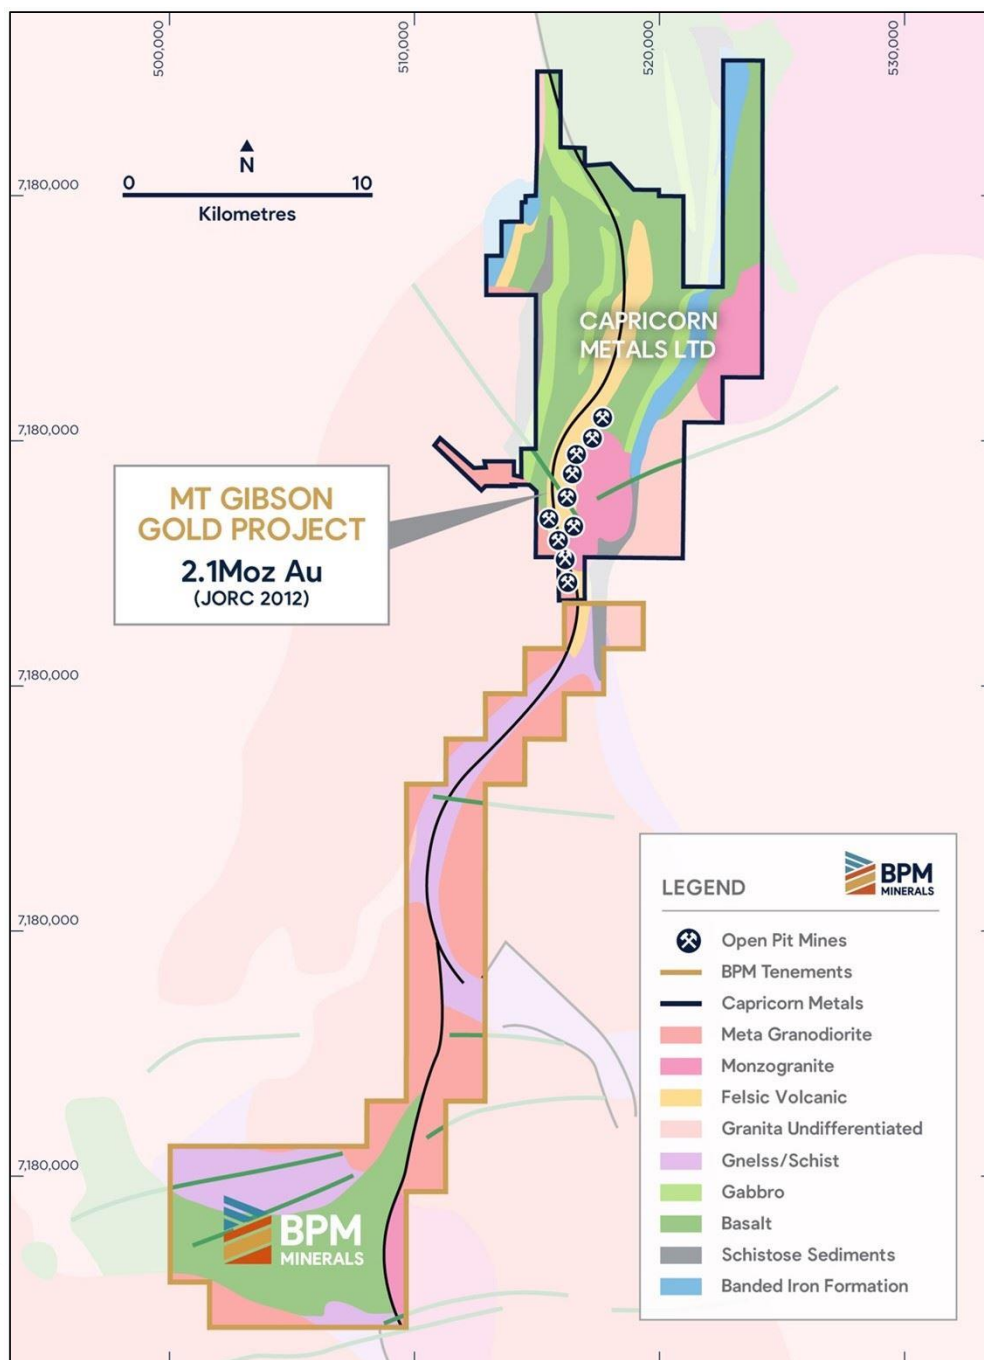 500,000
510,000
520,000
530,000
7,180,000
N
0 10
Kilometres
CAPRICORN
METALS LTD
7,180,000
MT GIBSON
GOLD PROJECT
2.1Moz Au
(JORC 2012)
7,180,000
7,180,000
7,180,000
BPM
MINERALS
LEGEND
BPM
MINERALS
Open Pit Mines
BPM Tenements
Capricorn Metals
Meta Granodiorite
Monzogranite
Felsic Volcanic
Granita Undifferentiated
Gnelss/Schist
Gabbro
Basalt
Schistose Sediments
Banded Iron Formation